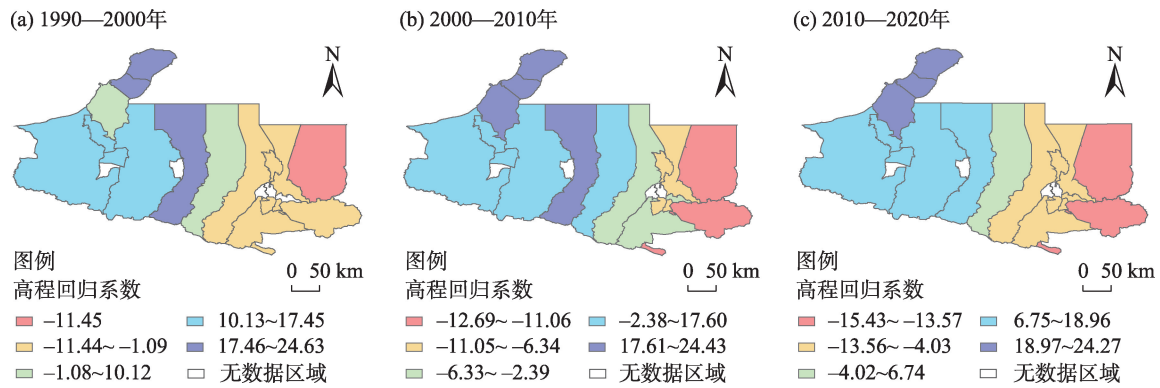 (a) 1990—2000年
N
图例
高程回归系数
0 50 km
−11.45
−11.44~ −1.09
−1.08~10.12
10.13~17.45
17.46~24.63
无数据区域
(b) 2000—2010年
N
图例
高程回归系数
0 50 km
−12.69~ −11.06
−11.05~ −6.34
−6.33~ −2.39
−2.38~17.60
17.61~24.43
无数据区域
(c) 2010—2020年
N
图例
高程回归系数
0 50 km
−15.43~ −13.57
−13.56~ −4.03
−4.02~6.74
6.75~18.96
18.97~24.27
无数据区域